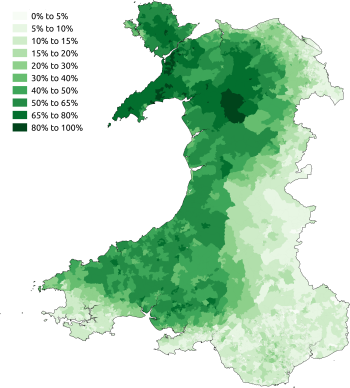 0% to 5%
5% to 10%
10% to 15%
15% to 20%
20% to 30%
30% to 40%
40% to 50%
50% to 65%
65% to 80%
80% to 100%